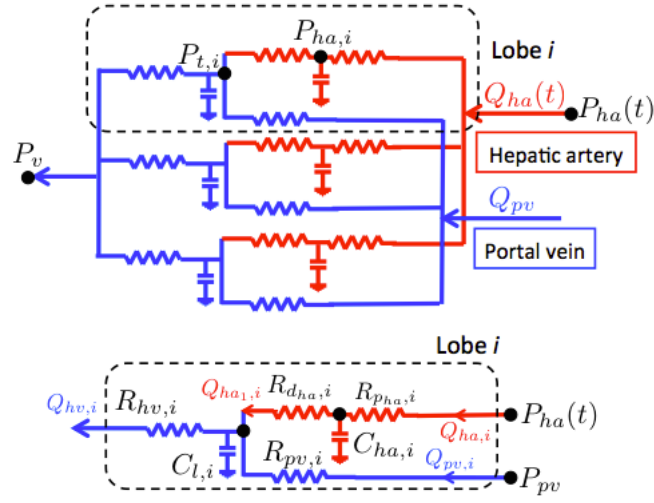 P_{ha,i}
P_{t,i}
Lobe i
Q_{ha}(t)
P_{ha}(t)
P_v
Hepatic artery
Q_{pv}
Portal vein
Lobe i
Q_{hv,i}
R_{hv,i}
Q_{ha_1,i}
R_{d_{ha},i}
R_{p_{ha},i}
P_{ha}(t)
Q_{ha,i}
C_{l,i}
R_{pv,i}
C_{ha,i}
Q_{pv,i}
P_{pv}